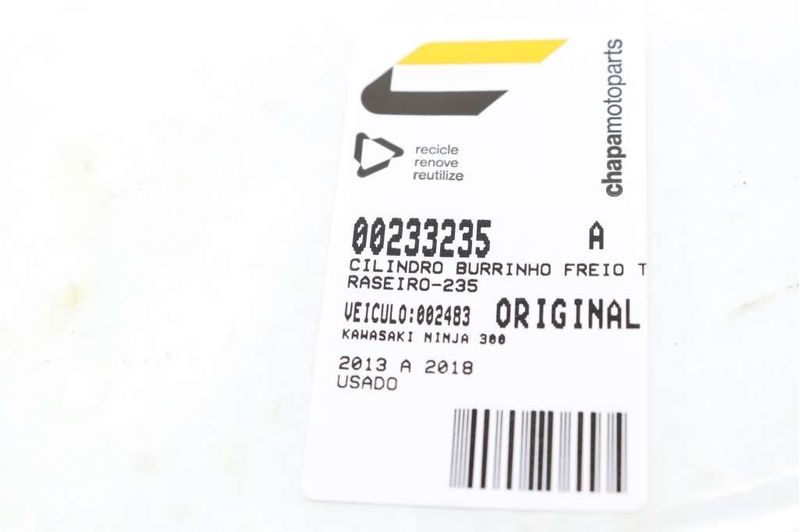 chapamotoparts
recicle
renove
reutilize
00233235 A
CILINDRO BURRINHO FREIO T
RASEIRO-235
VEICULO:002483 ORIGINAL
KAWASAKI NINJA 300
2013 A 2018
USADO